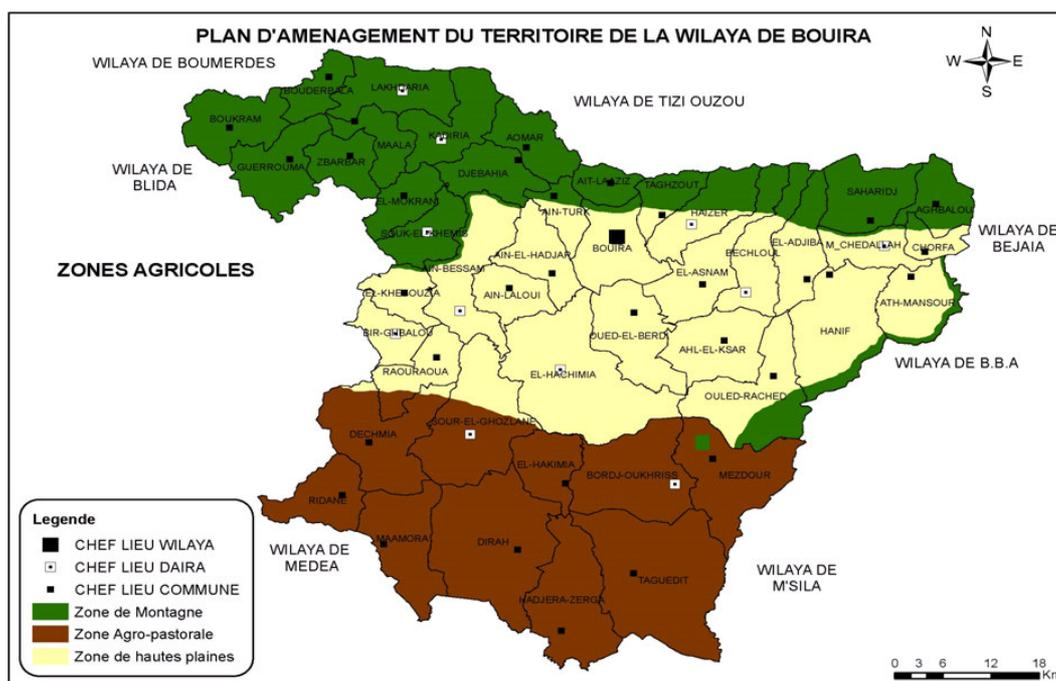 PLAN D'AMENAGEMENT DU TERRITOIRE DE LA WILAYA DE BOUIRA
N
W E
S
WILAYA DE BOUMERDES
WILAYA DE TIZI OUZOU
WILAYA DE
BLIDA
WILAYA DE
BEJAIA
ZONES AGRICOLES
WILAYA DE B.B.A
WILAYA DE
MEDEA
WILAYA DE
M'SILA
BOUDERBALA
LAKHDARIA
BOUKRAM
KADIRIA
AOMAR
MAALA
ZBARBAR
GUERROUMA
DJEBAHIA
AIT-LAAZIZ
TAGHZOUT
SAHARIDJ
EL-MOKRANI
AGHBALOU
AIN-TURK
HAIZER
SOUK-EL-KHEMIS
BOUIRA
EL-ADJIBA
M_CHEDALLAH
CHORFA
AIN-EL-HADJAR
BECHLOUL
AIN-BESSAM
EL-ASNAM
EL-KHEBOUZIA
AIN-LALOUI
ATH-MANSOUR
BIR-GHBALOU
OUED-EL-BERDI
HANIF
AHL-EL-KSAR
RAOURAOUA
EL-HACHIMIA
OULED-RACHED
SOUR-EL-GHOZLANE
DECHMIA
EL-HAKIMIA
BORDJ-OUKHRISS
MEZDOUR
RIDANE
MAAMORA
DIRAH
TAGUEDIT
HADJERA-ZERGA
Legende
CHEF LIEU WILAYA
CHEF LIEU DAIRA
CHEF LIEU COMMUNE
Zone de Montagne
Zone Agro-pastorale
Zone de hautes plaines
0 3 6 12 18
Km